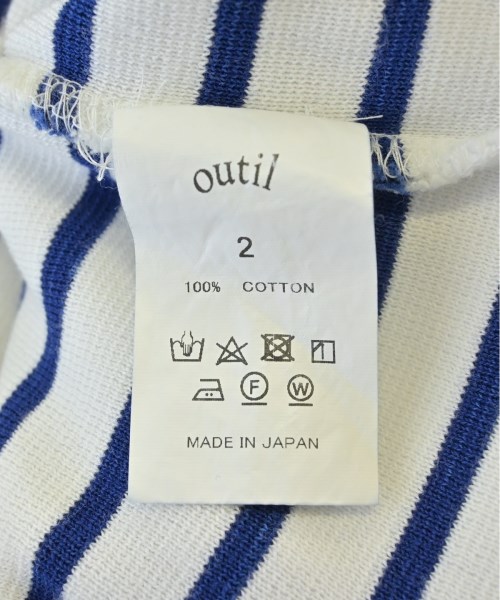 outil
2
100% COTTON
F W
MADE IN JAPAN